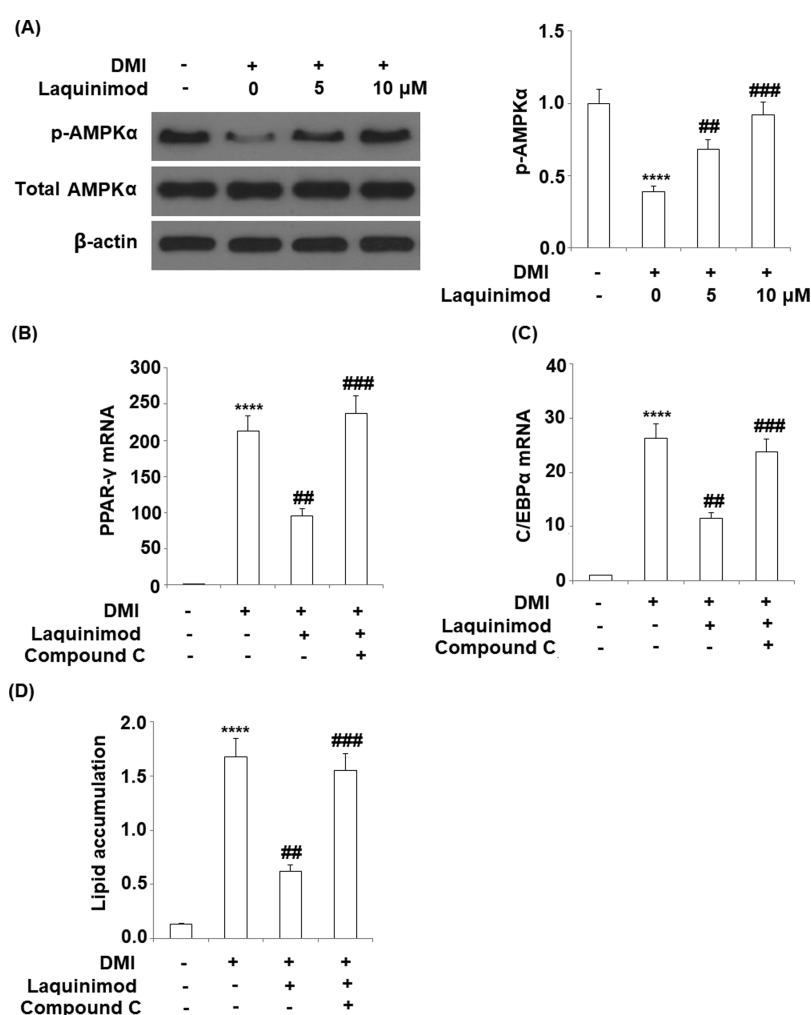 (A)
DMI - + + +
Laquinimod - 0 5 10 μM
p-AMPKα
Total AMPKα
β-actin
p-AMPKα
1.5
1.0
0.5
0.0
****
##
###
DMI - + + +
Laquinimod - 0 5 10 μM
(B)
PPAR-γ mRNA
300
250
200
150
100
50
0
****
##
###
DMI - + + +
Laquinimod - - + +
Compound C - - - +
(C)
C/EBPα mRNA
40
30
20
10
0
****
##
###
DMI - + + +
Laquinimod - - + +
Compound C - - - +
(D)
Lipid accumulation
2.0
1.5
1.0
0.5
0.0
****
##
###
DMI - + + +
Laquinimod - - + +
Compound C - - - +